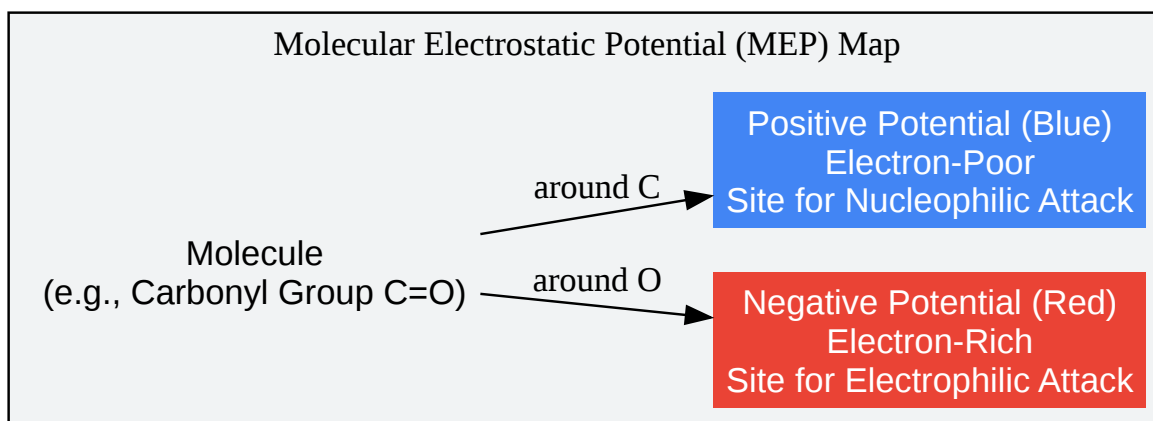 Molecular Electrostatic Potential (MEP) Map
Molecule
(e.g., Carbonyl Group C=O)
around C
Positive Potential (Blue)
Electron-Poor
Site for Nucleophilic Attack
around O
Negative Potential (Red)
Electron-Rich
Site for Electrophilic Attack